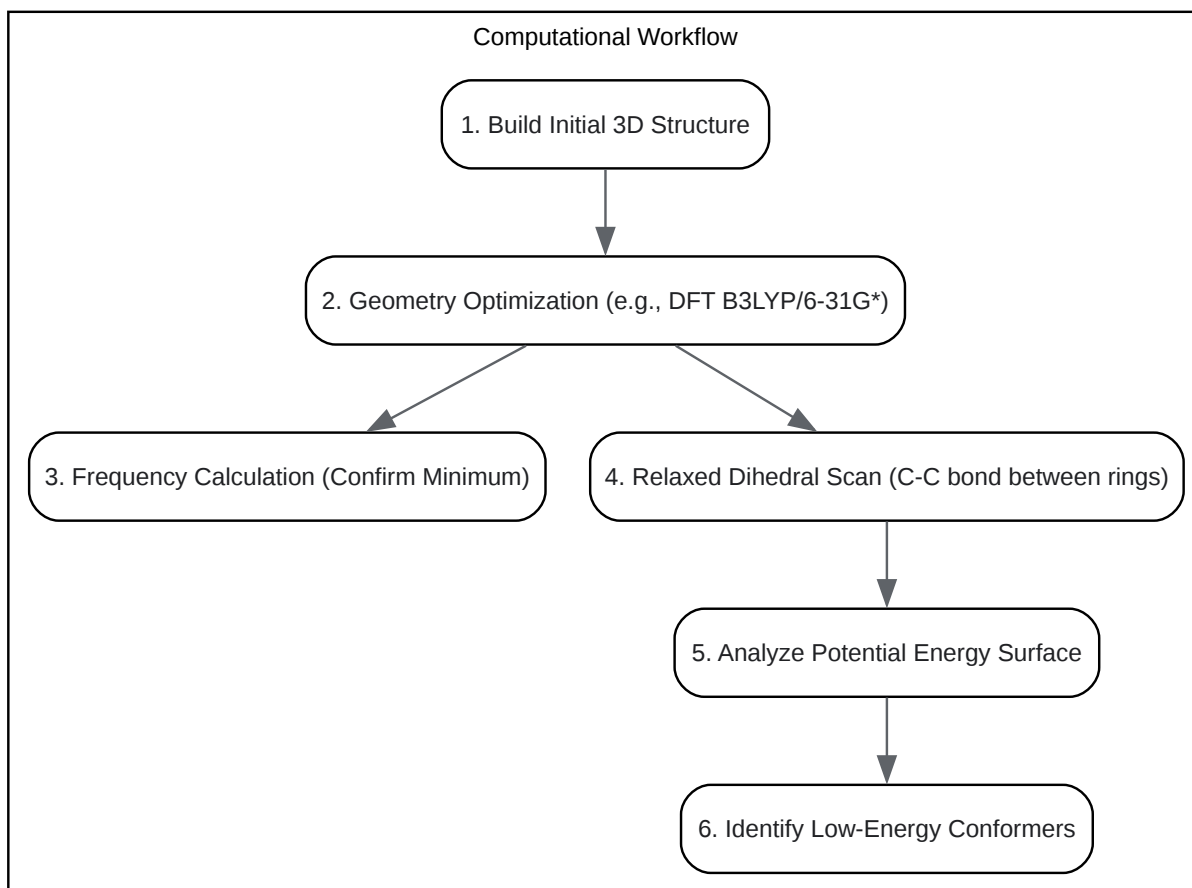 Computational Workflow
1. Build Initial 3D Structure
2. Geometry Optimization (e.g., DFT B3LYP/6-31G*)
3. Frequency Calculation (Confirm Minimum)
4. Relaxed Dihedral Scan (C-C bond between rings)
5. Analyze Potential Energy Surface
6. Identify Low-Energy Conformers